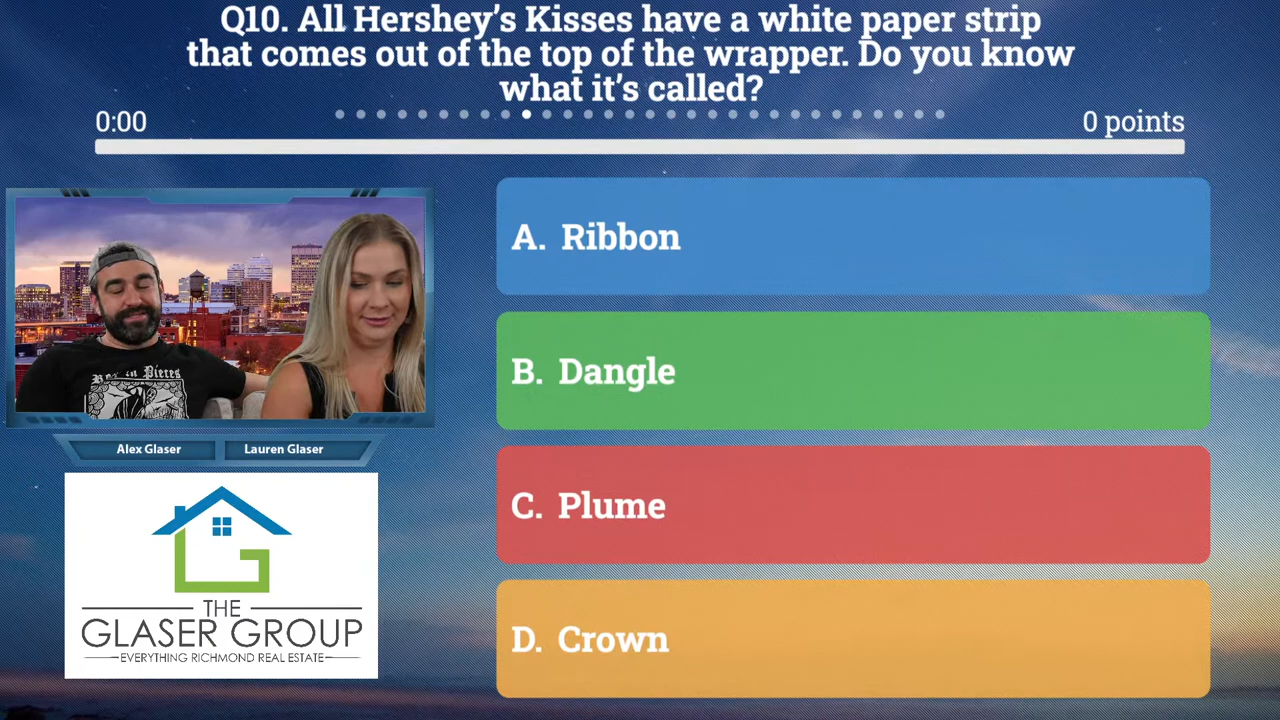 Q10. All Hershey's Kisses have a white paper strip
that comes out of the top of the wrapper. Do you know
what it's called?
0:00
0 points
A. Ribbon
B. Dangle
C. Plume
D. Crown
Alex Glaser
Lauren Glaser
THE
GLASER GROUP
EVERYTHING RICHMOND REAL ESTATE